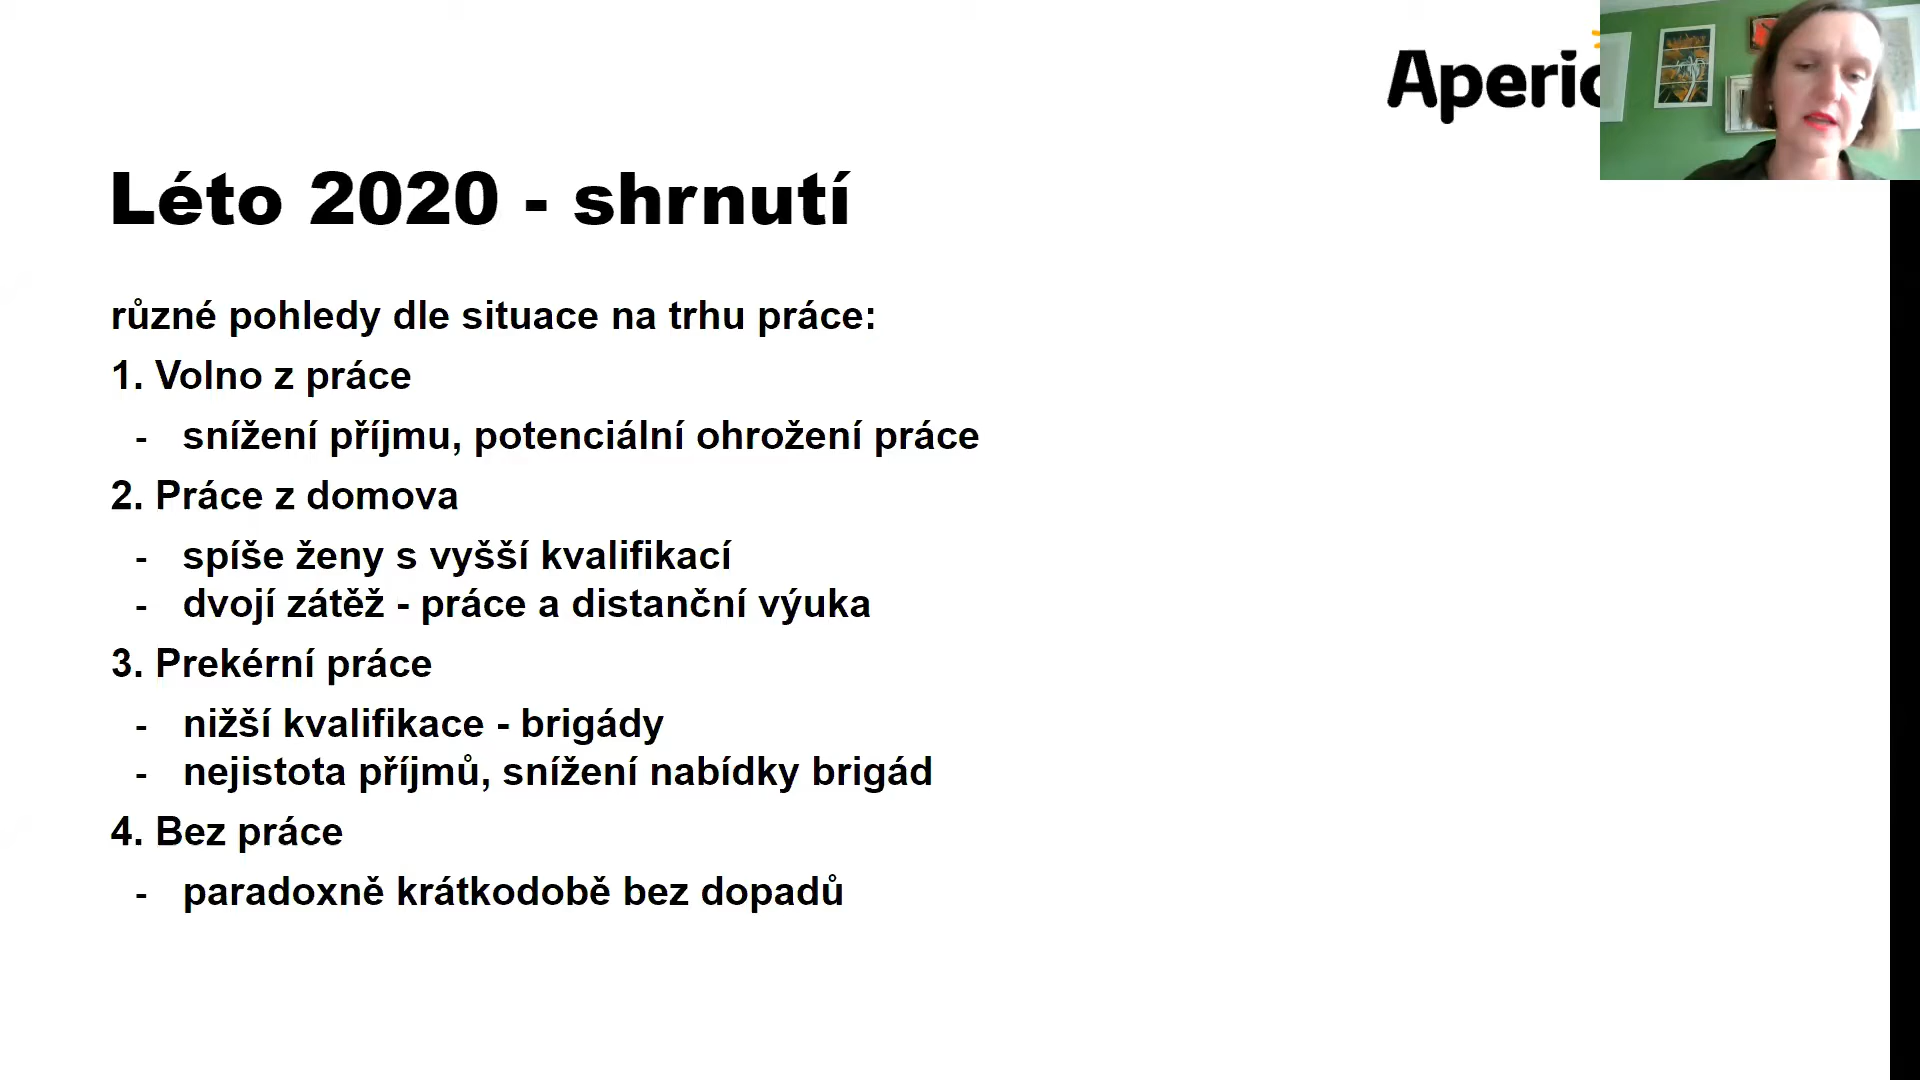 Aperio
Léto 2020 - shrnutí
různé pohledy dle situace na trhu práce:
1. Volno z práce
- snížení příjmu, potenciální ohrožení práce
2. Práce z domova
- spíše ženy s vyšší kvalifikací
- dvojí zátěž - práce a distanční výuka
3. Prekérní práce
- nižší kvalifikace - brigády
- nejistota příjmů, snížení nabídky brigád
4. Bez práce
- paradoxně krátkodobě bez dopadů